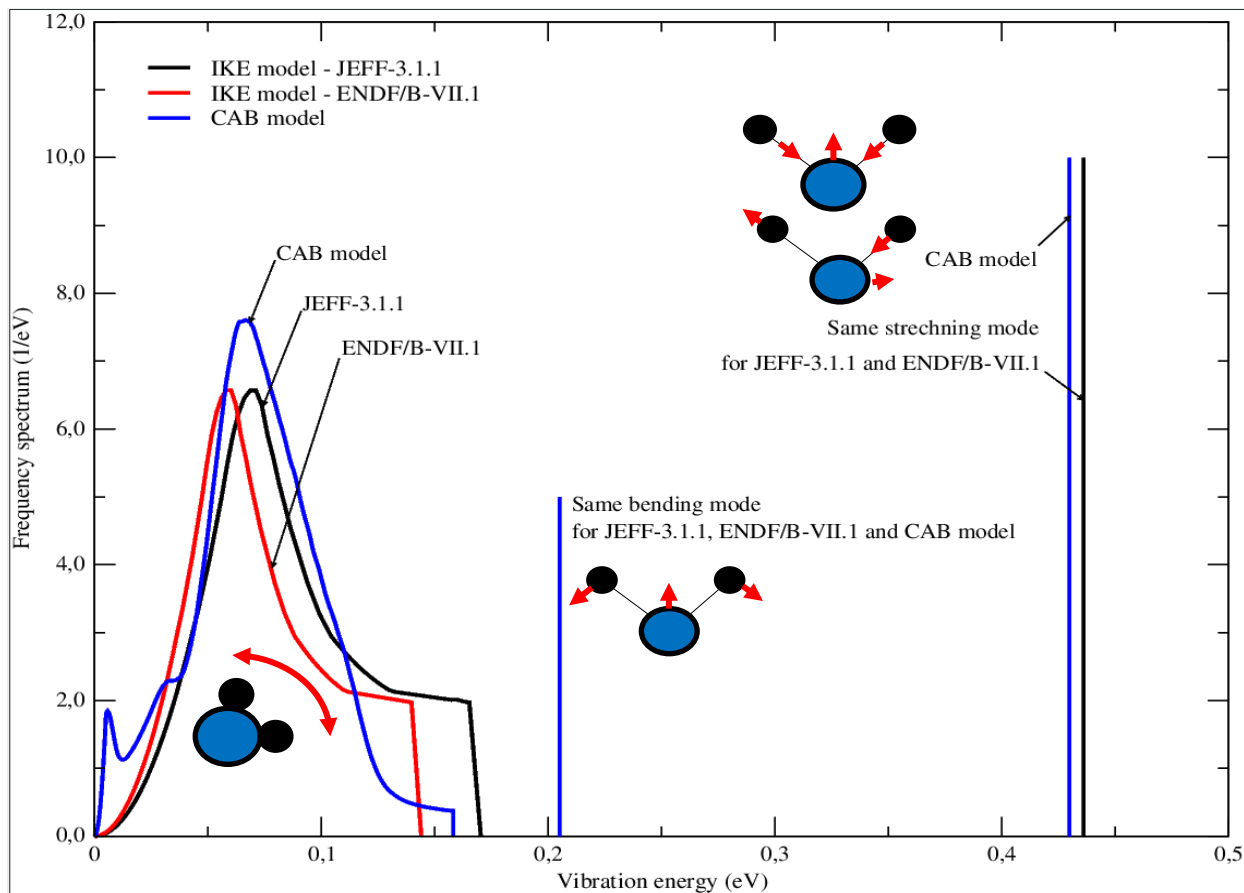 12,0
10,0
8,0
6,0
4,0
2,0
0,0
Frequency spectrum (1/eV)
IKE model - JEFF-3.1.1
IKE model - ENDF/B-VII.1
CAB model
CAB model
JEFF-3.1.1
ENDF/B-VII.1
CAB model
Same strechning mode
for JEFF-3.1.1 and ENDF/B-VII.1
Same bending mode
for JEFF-3.1.1, ENDF/B-VII.1 and CAB model
0
0,1
0,2
0,3
0,4
0,5
Vibration energy (eV)